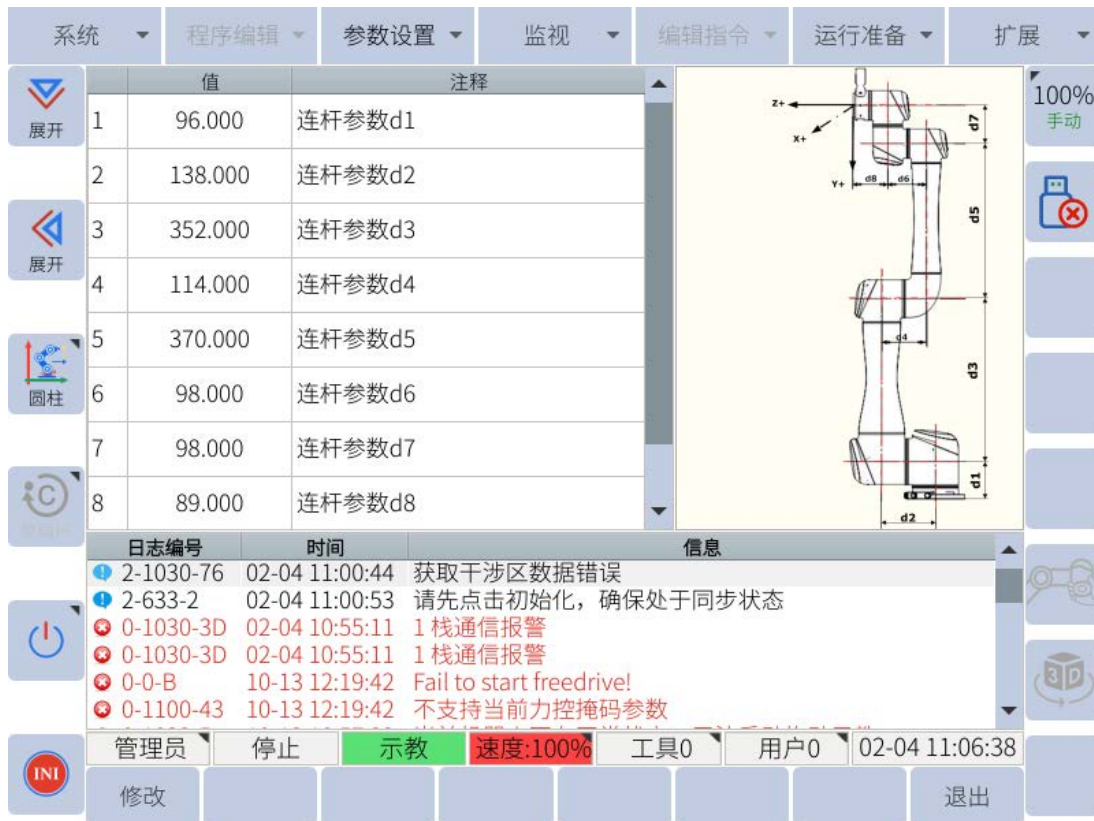 系统 程序编辑 参数设置 监视 编辑指令 运行准备 扩展
展开
展开
圆柱
值 注释
1 96.000 连杆参数d1
2 138.000 连杆参数d2
3 352.000 连杆参数d3
4 114.000 连杆参数d4
5 370.000 连杆参数d5
6 98.000 连杆参数d6
7 98.000 连杆参数d7
8 89.000 连杆参数d8
Z+
X+
Y+
d8 d6
d7
d5
d4
d3
d1
d2
100%
手动
C
3D
日志编号 时间 信息
2-1030-76 02-04 11:00:44 获取干涉区数据错误
2-633-2 02-04 11:00:53 请先点击初始化，确保处于同步状态
0-1030-3D 02-04 10:55:11 1 栈通信报警
0-1030-3D 02-04 10:55:11 1 栈通信报警
0-0-B 10-13 12:19:42 Fail to start freedrive!
0-1100-43 10-13 12:19:42 不支持当前力控掩码参数
管理员 停止 示教 速度:100% 工具0 用户0 02-04 11:06:38
INI
修改 退出